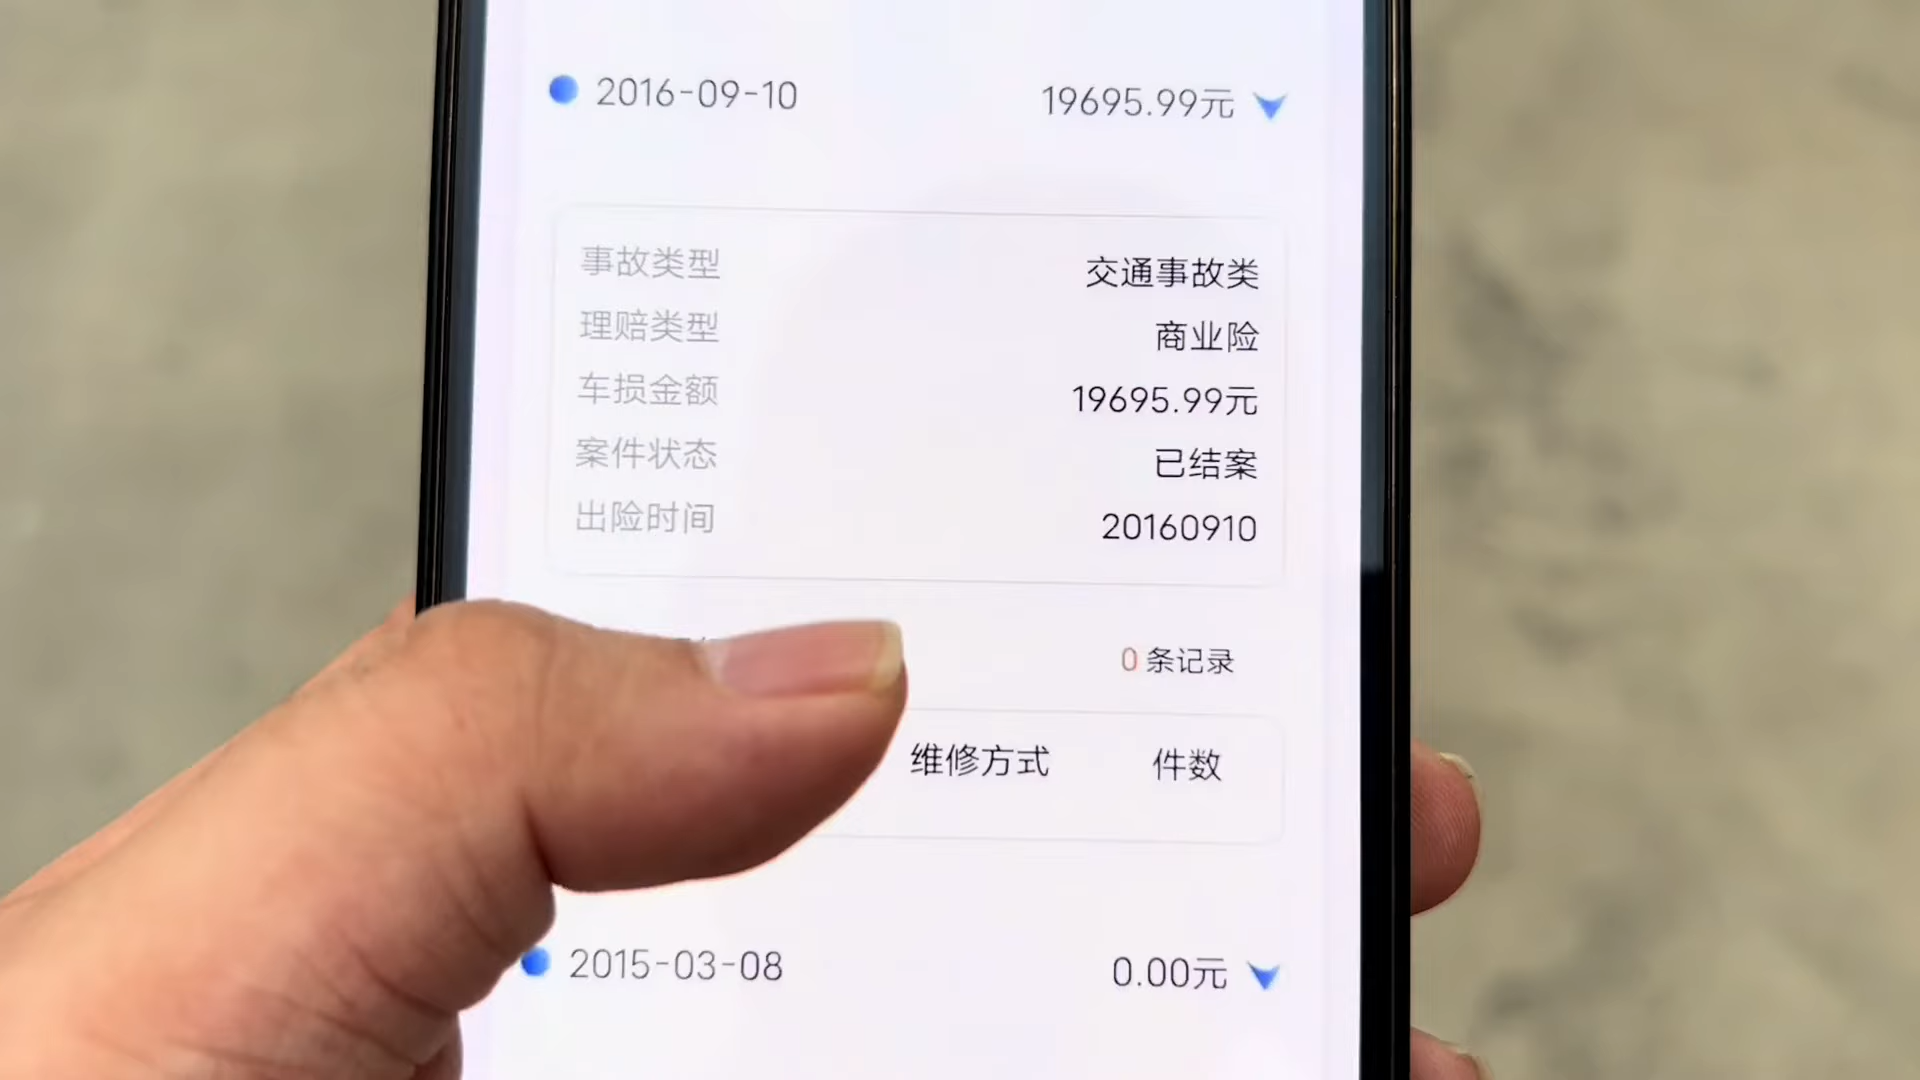 2016-09-10 19695.99元
事故类型 交通事故类
理赔类型 商业险
车损金额 19695.99元
案件状态 已结案
出险时间 20160910
0 条记录
维修方式 件数
2015-03-08 0.00元